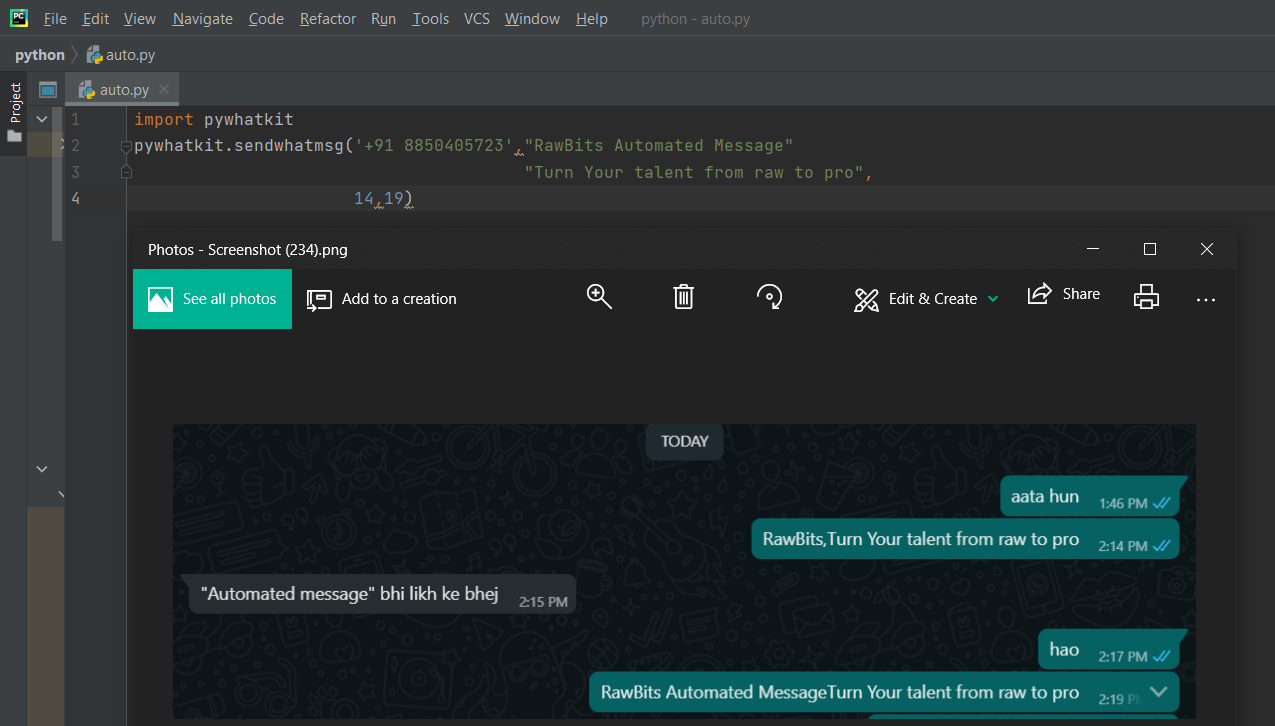 File Edit View Navigate Code Refactor Run Tools VCS Window Help python - auto.py
python auto.py
Project
auto.py
1 import pywhatkit
2 pywhatkit.sendwhatmsg('+91 8850405723',"RawBits Automated Message"
3 "Turn Your talent from raw to pro",
4 14,19)
Photos - Screenshot (234).png
See all photos Add to a creation Edit & Create Share
TODAY
aata hun 1:46 PM
RawBits,Turn Your talent from raw to pro 2:14 PM
"Automated message" bhi likh ke bhej 2:15 PM
hao 2:17 PM
RawBits Automated MessageTurn Your talent from raw to pro 2:19 PM